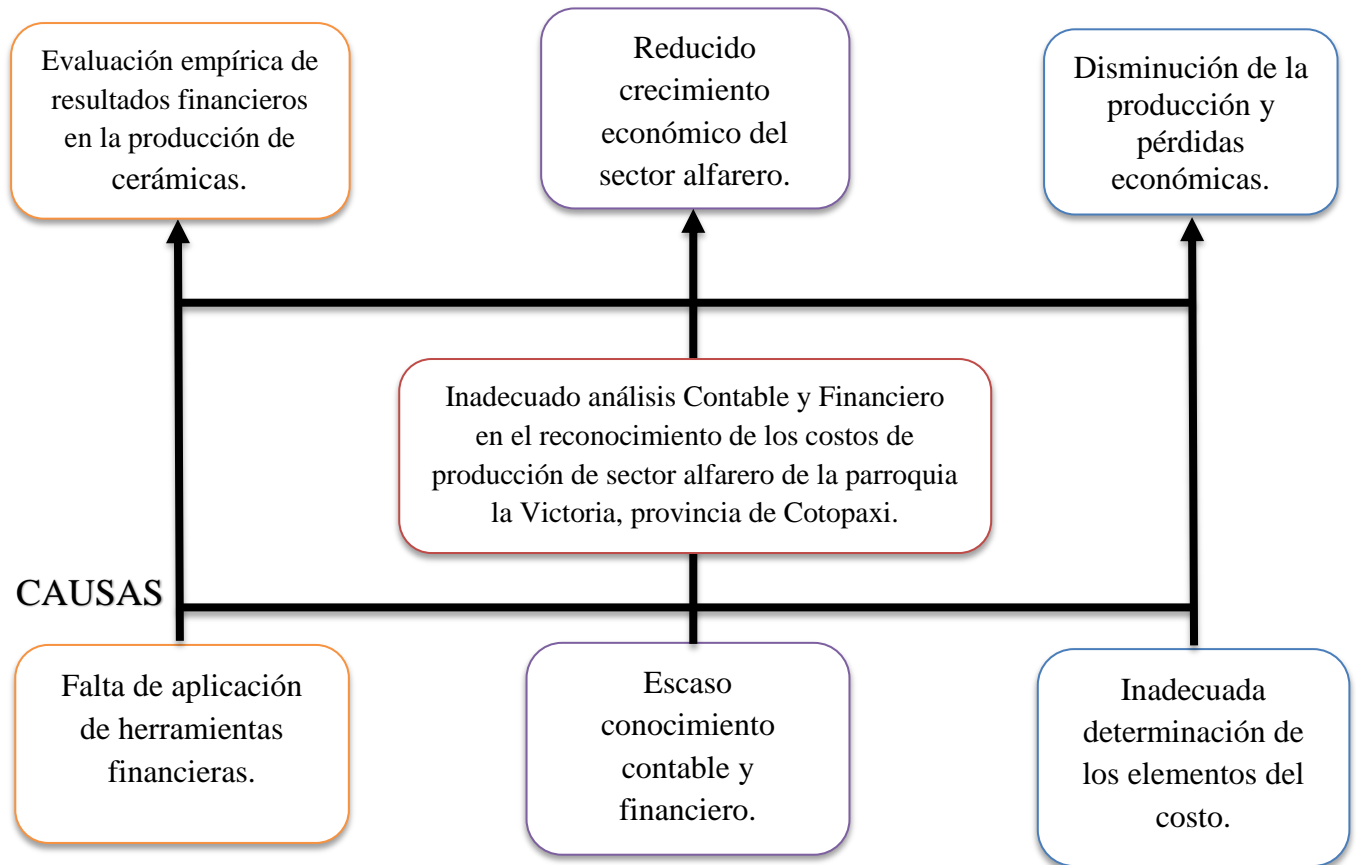 Evaluación empírica de
resultados financieros
en la producción de
cerámicas.
Reducido
crecimiento
económico del
sector alfarero.
Disminución de la
producción y
pérdidas
económicas.
Inadecuado análisis Contable y Financiero
en el reconocimiento de los costos de
producción de sector alfarero de la parroquia
la Victoria, provincia de Cotopaxi.
CAUSAS
Falta de aplicación
de herramientas
financieras.
Escaso
conocimiento
contable y
financiero.
Inadecuada
determinación de
los elementos del
costo.